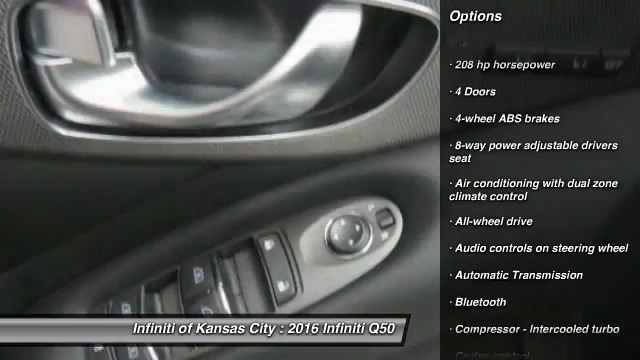 Options
· 208 hp horsepower
· 4 Doors
· 4-wheel ABS brakes
· 8-way power adjustable drivers
seat
· Air conditioning with dual zone
climate control
· All-wheel drive
· Audio controls on steering wheel
· Automatic Transmission
· Bluetooth
· Compressor - Intercooled turbo
· Cruise control
Infiniti of Kansas City : 2016 Infiniti Q50